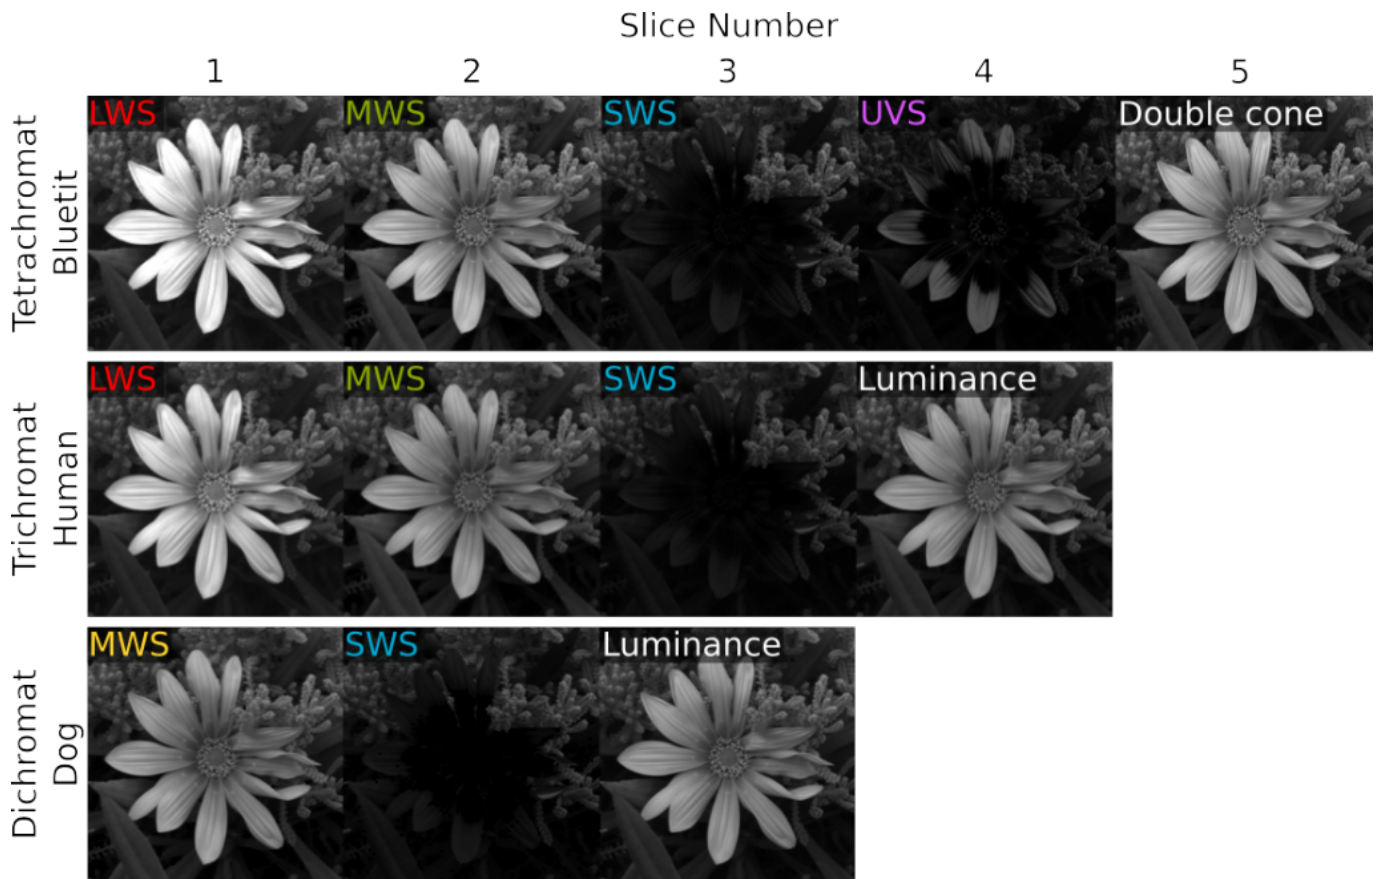 Slice Number
1 2 3 4 5
Tetrachromat
Bluetit
LWS MWS SWS UVS Double cone
Trichromat
Human
LWS MWS SWS Luminance
Dichromat
Dog
MWS SWS Luminance